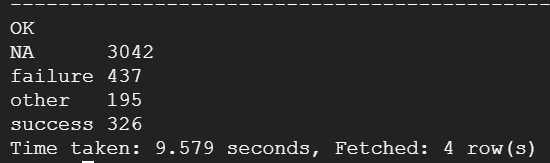 OK
NA 3042
failure 437
other 195
success 326
Time taken: 9.579 seconds, Fetched: 4 row(s)